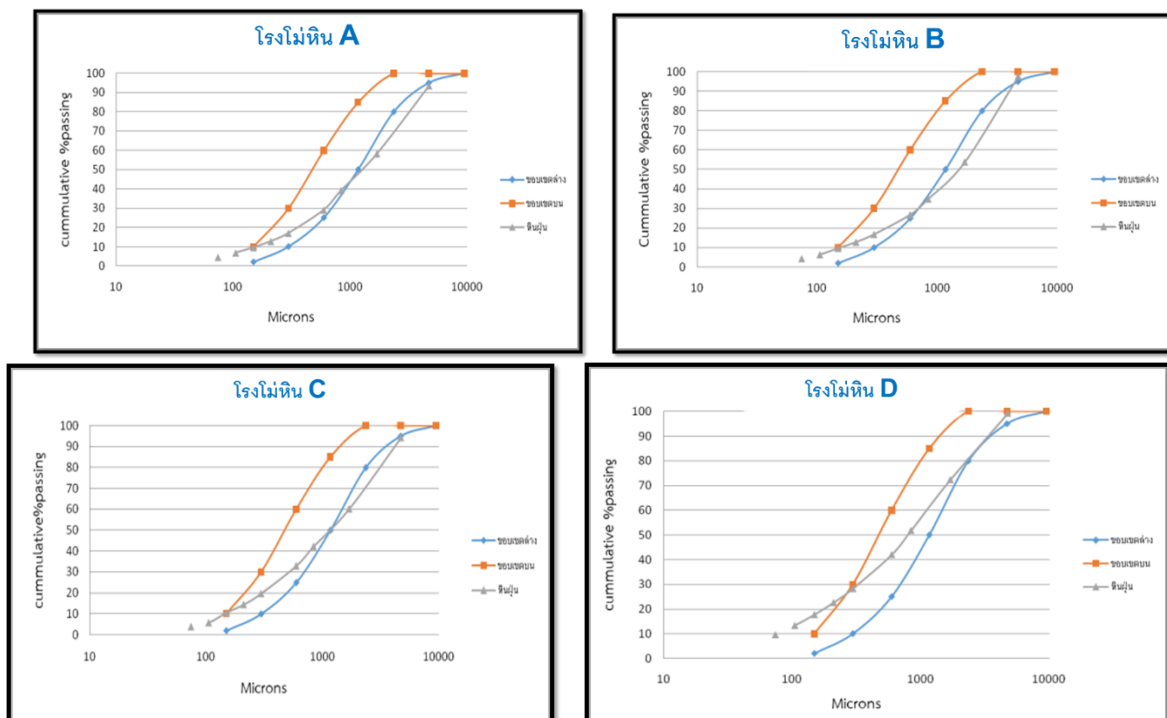 โรงโม่หิน A
cummulative %passing
100
90
80
70
60
50
40
30
20
10
0
10 100 1000 10000
Microns
ขอบเขตล่าง
ขอบเขตบน
หินฝุ่น
โรงโม่หิน B
Cummulative %passing
100
90
80
70
60
50
40
30
20
10
0
10 100 1000 10000
Microns
ขอบเขตล่าง
ขอบเขตบน
หินฝุ่น
โรงโม่หิน C
cummulative%passing
100
90
80
70
60
50
40
30
20
10
0
10 100 1000 10000
Microns
ขอบเขตล่าง
ขอบเขตบน
หินฝุ่น
โรงโม่หิน D
cummulative %passing
100
90
80
70
60
50
40
30
20
10
0
10 100 1000 10000
Microns
ขอบเขตล่าง
ขอบเขตบน
หินฝุ่น